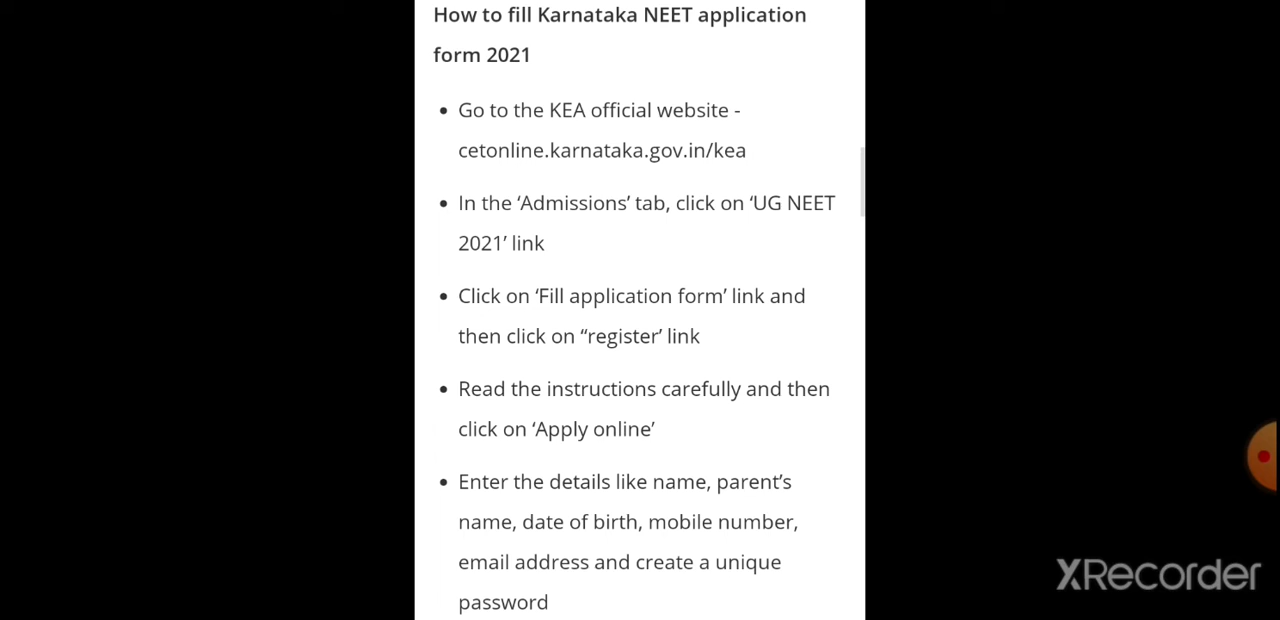 How to fill Karnataka NEET application
form 2021
• Go to the KEA official website -
cetonline.karnataka.gov.in/kea
• In the ‘Admissions’ tab, click on ‘UG NEET
2021’ link
• Click on ‘Fill application form’ link and
then click on “register’ link
• Read the instructions carefully and then
click on ‘Apply online’
• Enter the details like name, parent’s
name, date of birth, mobile number,
email address and create a unique
password
XRecorder